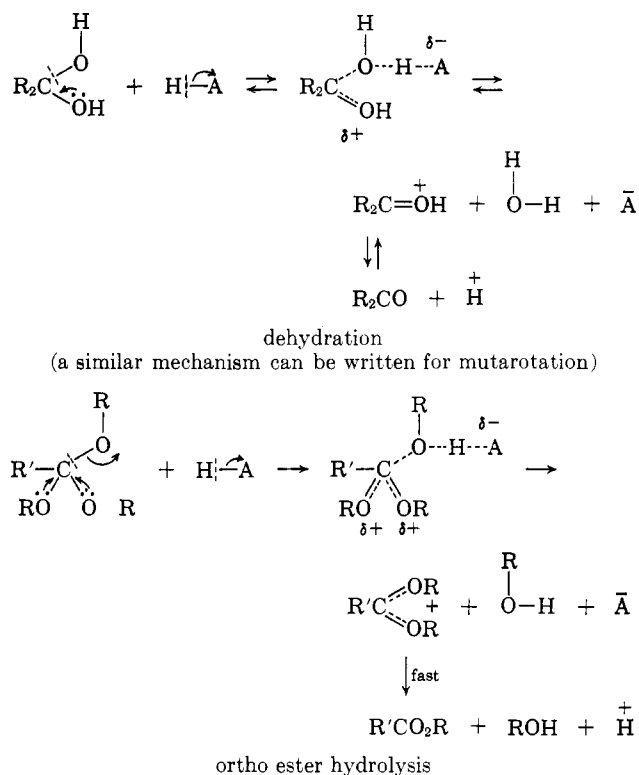 H
O δ−
R₂C + H—A ⇌ R₂C O H A ⇌
ÖH OH
δ+
H
R₂C=O⁺H + O—H + Ā
R₂CO + H⁺
dehydration
(a similar mechanism can be written for mutarotation)
R R
O O H A δ−
R'—C + H—A → R'—C →
RÖ Ö R RO OR
δ+ δ+
R
OR
R'C + + O—H + Ā
OR
fast
R'CO₂R + ROH + H⁺
ortho ester hydrolysis